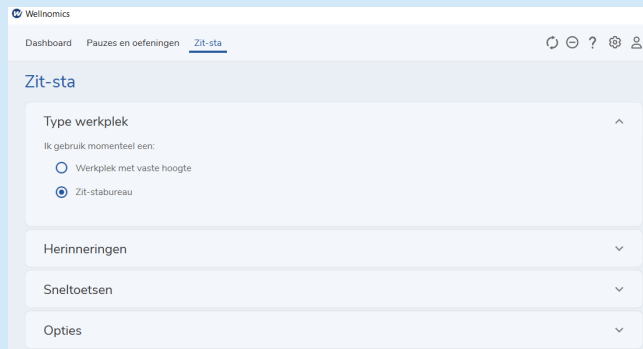 Wellnomics
Dashboard Pauzes en oefeningen Zit-sta
Zit-sta
Type werkplek
Ik gebruik momenteel een:
Werkplek met vaste hoogte
Zit-stabureau
Herinneringen
Sneltoetsen
Opties